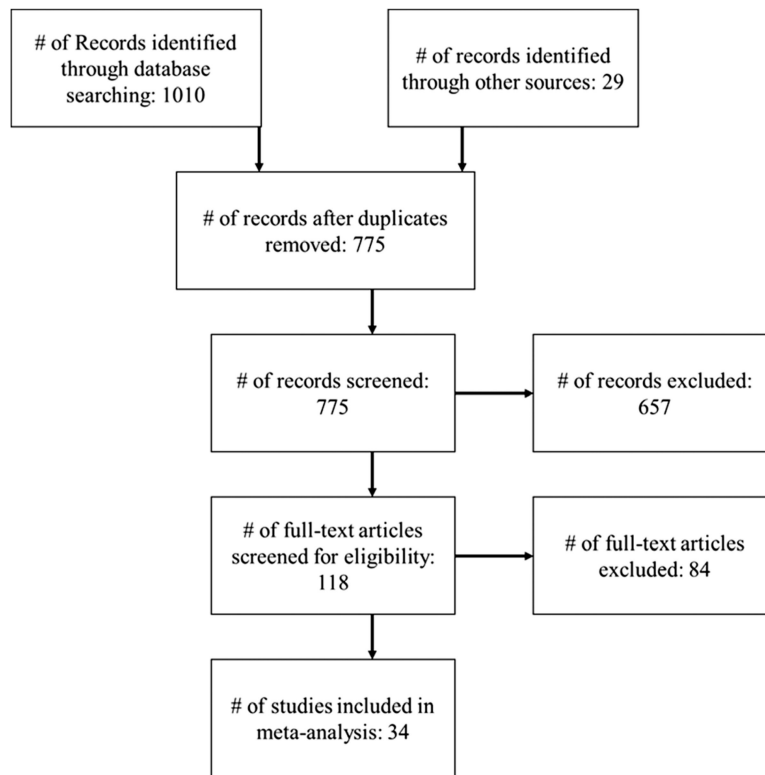 # of Records identified
through database
searching: 1010
# of records identified
through other sources: 29
# of records after duplicates
removed: 775
# of records screened:
775
# of records excluded:
657
# of full-text articles
screened for eligibility:
118
# of full-text articles
excluded: 84
# of studies included in
meta-analysis: 34